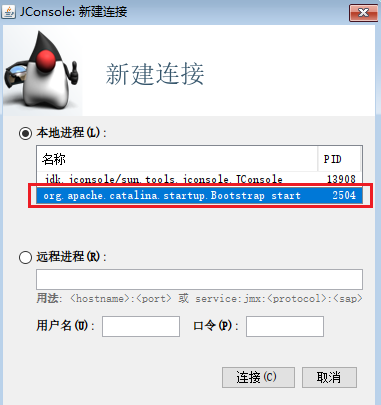 JConsole: 新建连接
新建连接
本地进程(L):
名称 PID
jdk.jconsole/sun.tools.jconsole.JConsole 13908
org.apache.catalina.startup.Bootstrap start 2504
远程进程(R):
用法: <hostname>:<port> 或 service:jmx:<protocol>:<sap>
用户名(U): 口令(P):
连接(C) 取消